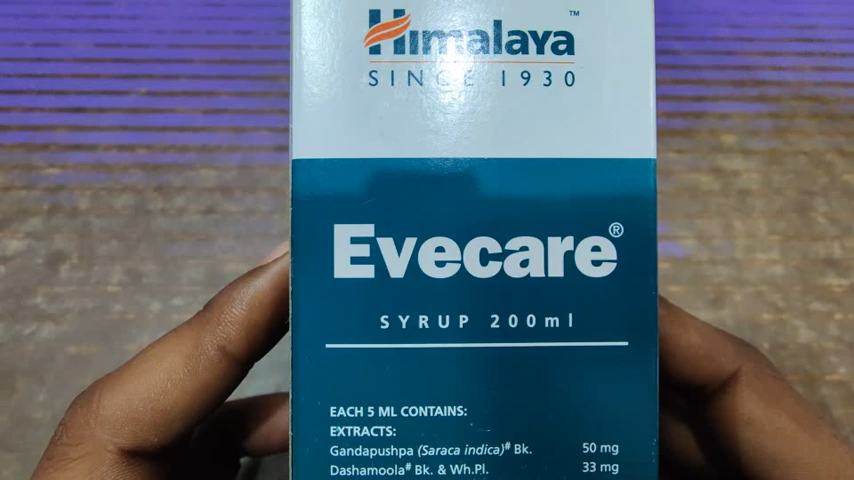 Himalaya™
SINCE 1930
Evecare®
SYRUP 200ml
EACH 5 ML CONTAINS:
EXTRACTS:
Gandapushpa (Saraca indica)# Bk. 50 mg
Dashamoola# Bk. & Wh.Pl. 33 mg